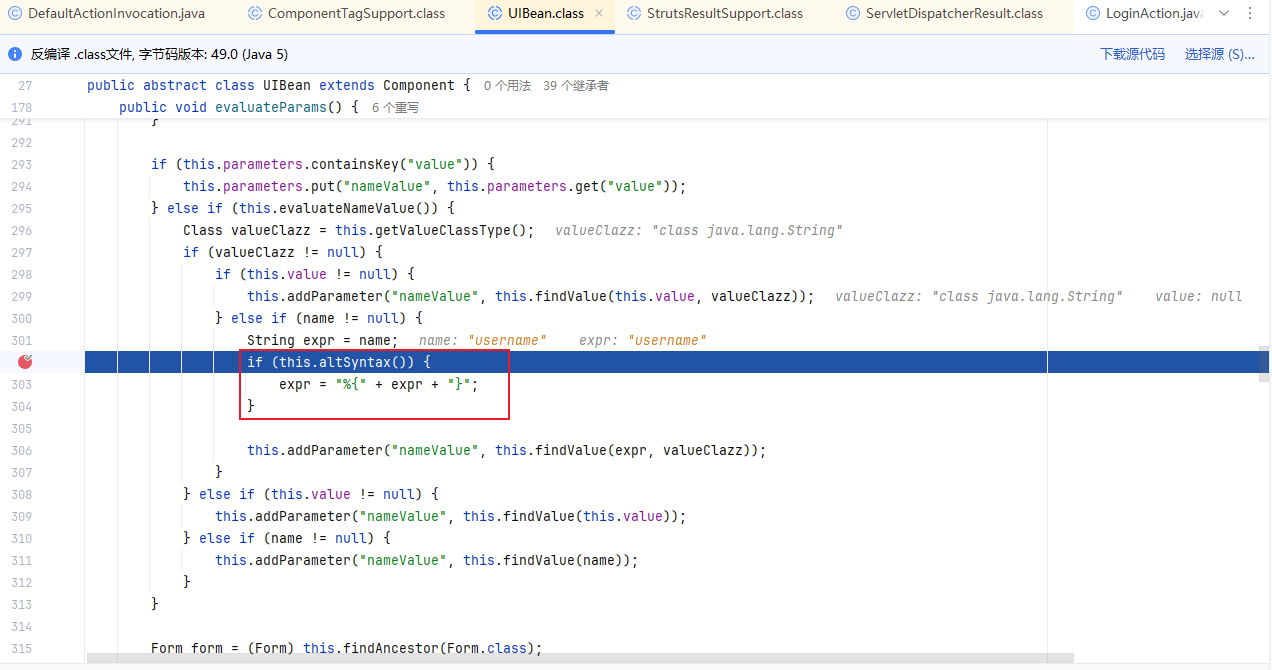 DefaultActionInvocation.java ComponentTagSupport.class UIBean.class StrutsResultSupport.class ServletDispatcherResult.class LoginAction.java
反编译 .class文件, 字节码版本: 49.0 (Java 5) 下载源代码 选择源 (S)...
27 public abstract class UIBean extends Component { 0 个用法 39 个继承者
178 public void evaluateParams() { 6 个重写
291 }
292
293 if (this.parameters.containsKey("value")) {
294 this.parameters.put("nameValue", this.parameters.get("value"));
295 } else if (this.evaluateNameValue()) {
296 Class valueClazz = this.getValueClassType(); valueClazz: "class java.lang.String"
297 if (valueClazz != null) {
298 if (this.value != null) {
299 this.addParameter("nameValue", this.findValue(this.value, valueClazz)); valueClazz: "class java.lang.String" value: null
300 } else if (name != null) {
301 String expr = name; name: "username" expr: "username"
if (this.altSyntax()) {
303 expr = "%{" + expr + "}";
304 }
305
306 this.addParameter("nameValue", this.findValue(expr, valueClazz));
307 }
308 } else if (this.value != null) {
309 this.addParameter("nameValue", this.findValue(this.value));
310 } else if (name != null) {
311 this.addParameter("nameValue", this.findValue(name));
312 }
313 }
314
315 Form form = (Form) this.findAncestor(Form.class);